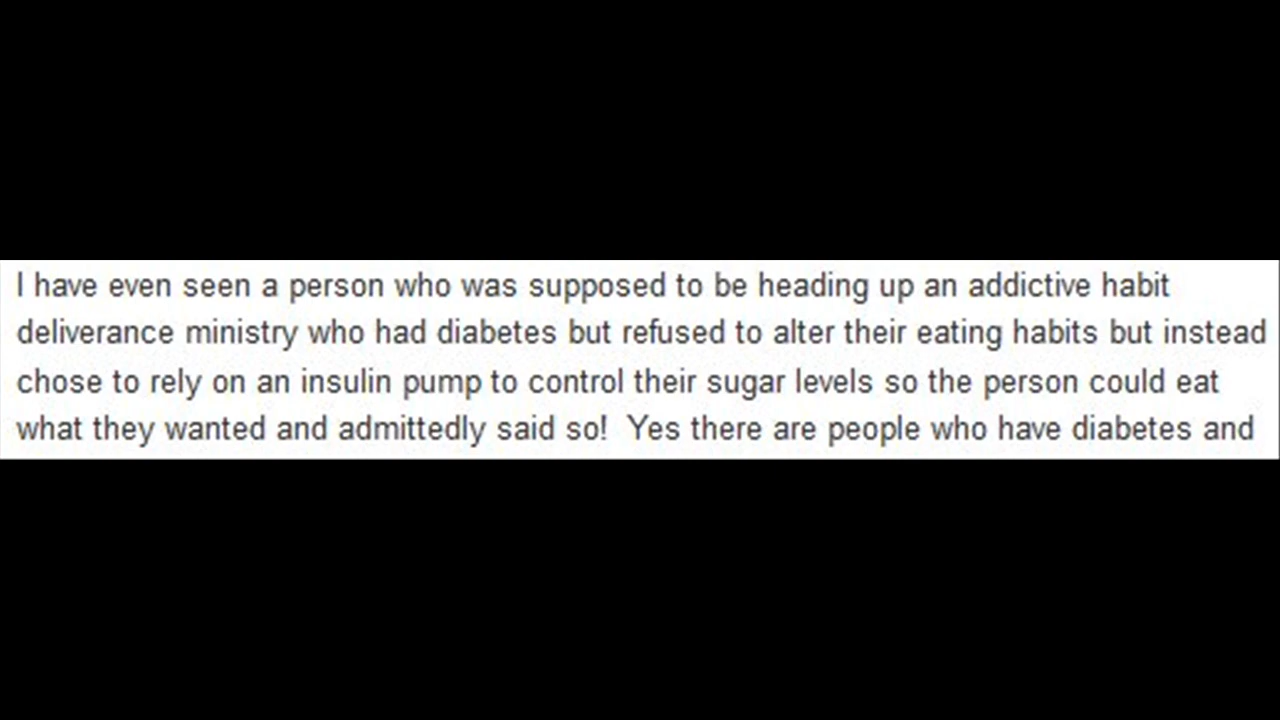 I have even seen a person who was supposed to be heading up an addictive habit
deliverance ministry who had diabetes but refused to alter their eating habits but instead
chose to rely on an insulin pump to control their sugar levels so the person could eat
what they wanted and admittedly said so!  Yes there are people who have diabetes and